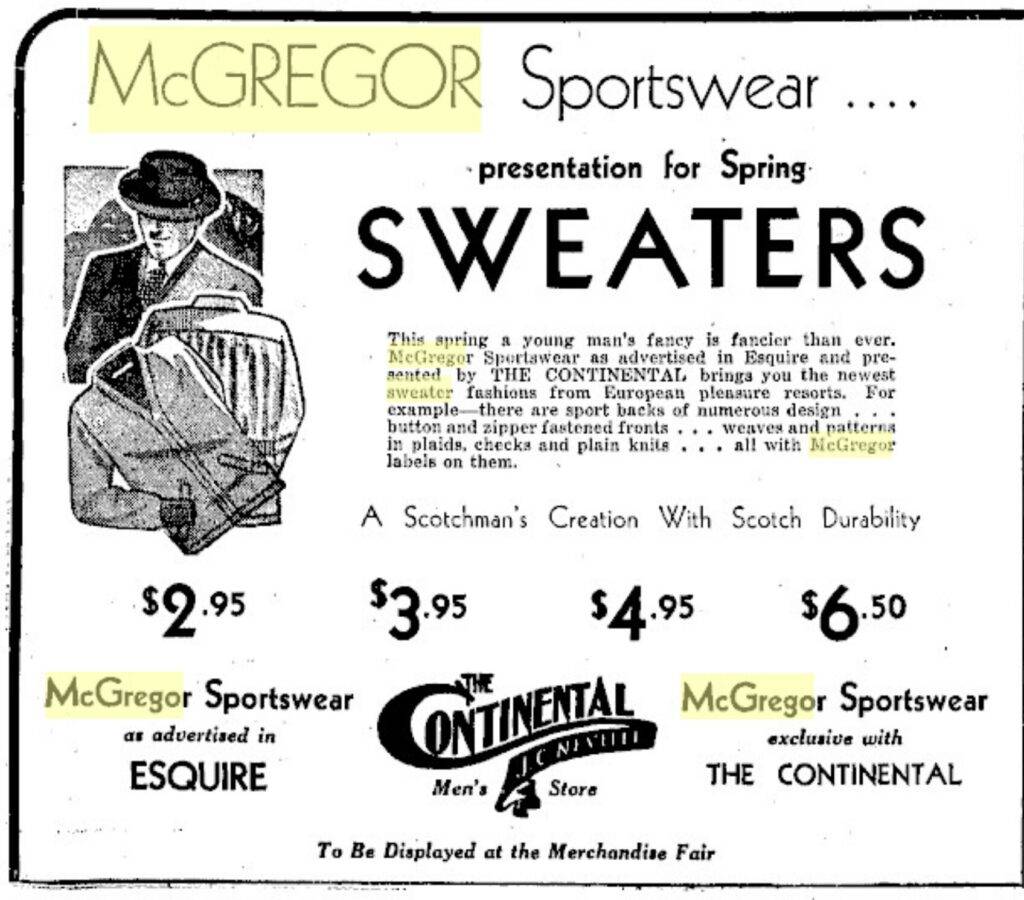 McGREGOR Sportswear ....
presentation for Spring
SWEATERS
This spring a young man's fancy is fancier than ever.
McGregor Sportswear as advertised in Esquire and pre-
sented by THE CONTINENTAL brings you the newest
sweater fashions from European pleasure resorts. For
example—there are sport backs of numerous design . . .
button and zipper fastened fronts . . . weaves and patterns
in plaids, checks and plain knits . . . all with McGregor
labels on them.
A Scotchman's Creation With Scotch Durability
$2.95 $3.95 $4.95 $6.50
McGregor Sportswear
as advertised in
ESQUIRE
THE
CONTINENTAL
J.C.
Men's Store
McGregor Sportswear
exclusive with
THE CONTINENTAL
To Be Displayed at the Merchandise Fair